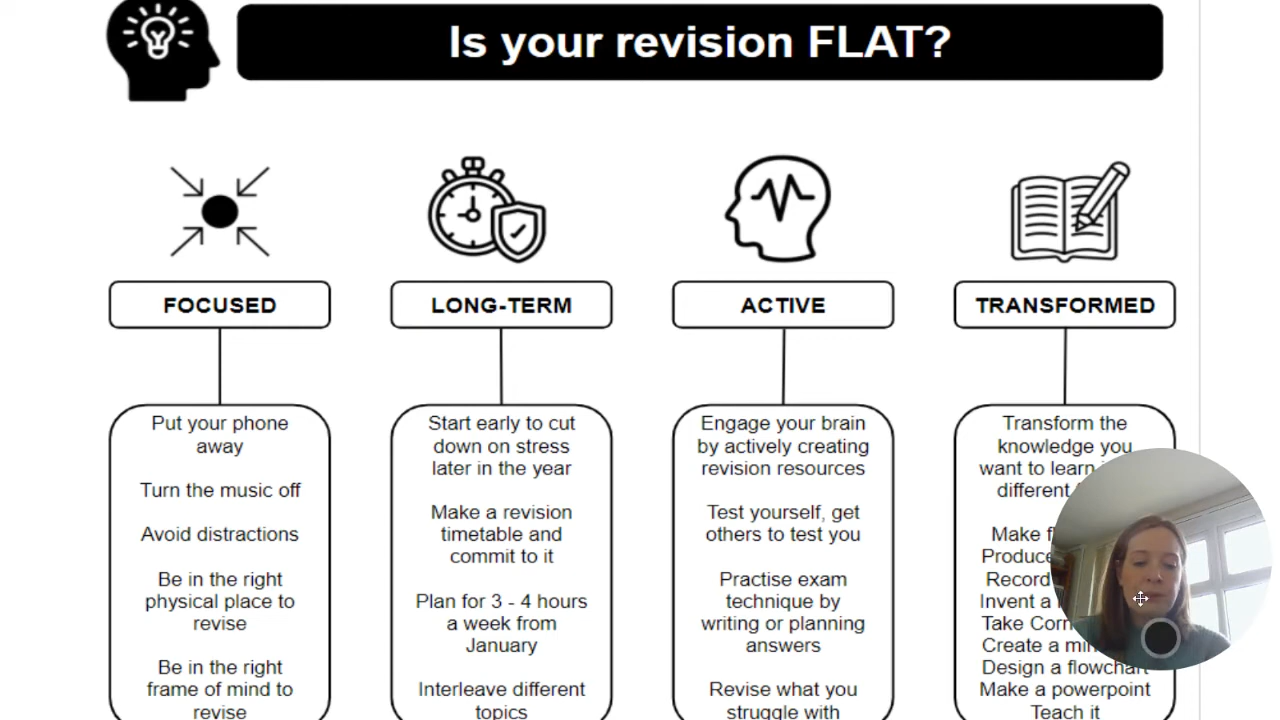 Is your revision FLAT?
FOCUSED
Put your phone
away
Turn the music off
Avoid distractions
Be in the right
physical place to
revise
Be in the right
frame of mind to
revise
LONG-TERM
Start early to cut
down on stress
later in the year
Make a revision
timetable and
commit to it
Plan for 3 - 4 hours
a week from
January
Interleave different
topics
ACTIVE
Engage your brain
by actively creating
revision resources
Test yourself, get
others to test you
Practise exam
technique by
writing or planning
answers
Revise what you
struggle with
TRANSFORMED
Transform the
knowledge you
want to learn
different
Make
Produce
Record
Invent a
Take
Create a
Design a flowchart
Make a powerpoint
Teach it